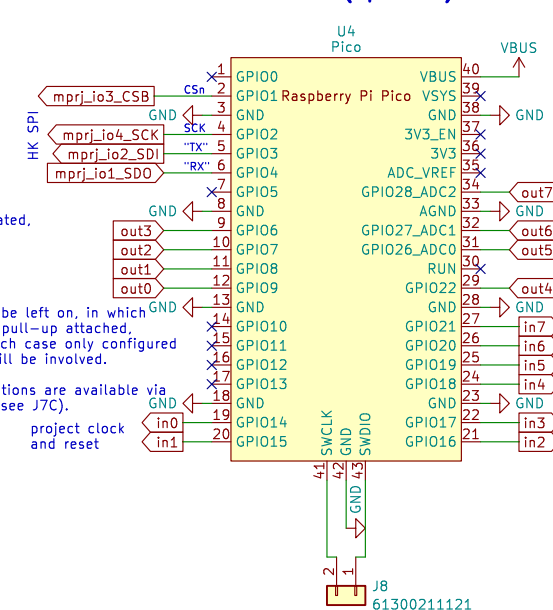 U4
Pico
VBUS
1 GPIO0 VBUS 40
mprj_io3_CSB CSn 2 GPIO1 Raspberry Pi Pico VSYS 39
GND 3 GND GND 38 GND
mprj_io4_SCK SCK 4 GPIO2 3V3_EN 37
mprj_io2_SDI "TX" 5 GPIO3 3V3 36
mprj_io1_SDO "RX" 6 GPIO4 ADC_VREF 35
HK SPI
7 GPIO5 GPIO28_ADC2 34 out7
GND 8 GND AGND 33 GND
ated,
out3 9 GPIO6 GPIO27_ADC1 32 out6
out2 10 GPIO7 GPIO26_ADC0 31 out5
out1 11 GPIO8 RUN 30
out0 12 GPIO9 GPIO22 29 out4
GND 13 GND GND 28 GND
be left on, in which
pull-up attached,
ch case only configured
ill be involved.
14 GPIO10 GPIO21 27 in7
15 GPIO11 GPIO20 26 in6
16 GPIO12 GPIO19 25 in5
17 GPIO13 GPIO18 24 in4
tions are available via
see J7C).
GND 18 GND GND 23 GND
in0 19 GPIO14 GPIO17 22 in3
in1 20 GPIO15 GPIO16 21 in2
project clock
and reset
SWCLK GND SWDIO
41 42 43
GND
2 1
J8
61300211121